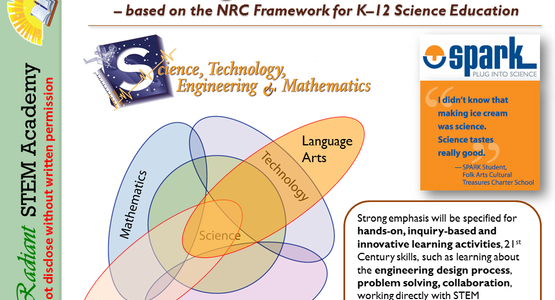 – based on the NRC Framework for K–12 Science Education
Science, Technology,
Engineering & Mathematics
spark
PLUG INTO SCIENCE
I didn't know that
making ice cream
was science.
Science tastes
really good.
— SPARK Student,
Folk Arts Cultural
Treasures Charter School
Language
Arts
Technology
Mathematics
Science
Strong emphasis will be specified for
hands-on, inquiry-based and
innovative learning activities, 21st
Century skills, such as learning about
the engineering design process,
problem solving, collaboration,
working directly with STEM
Radiant STEM Academy
ot disclose without written permission